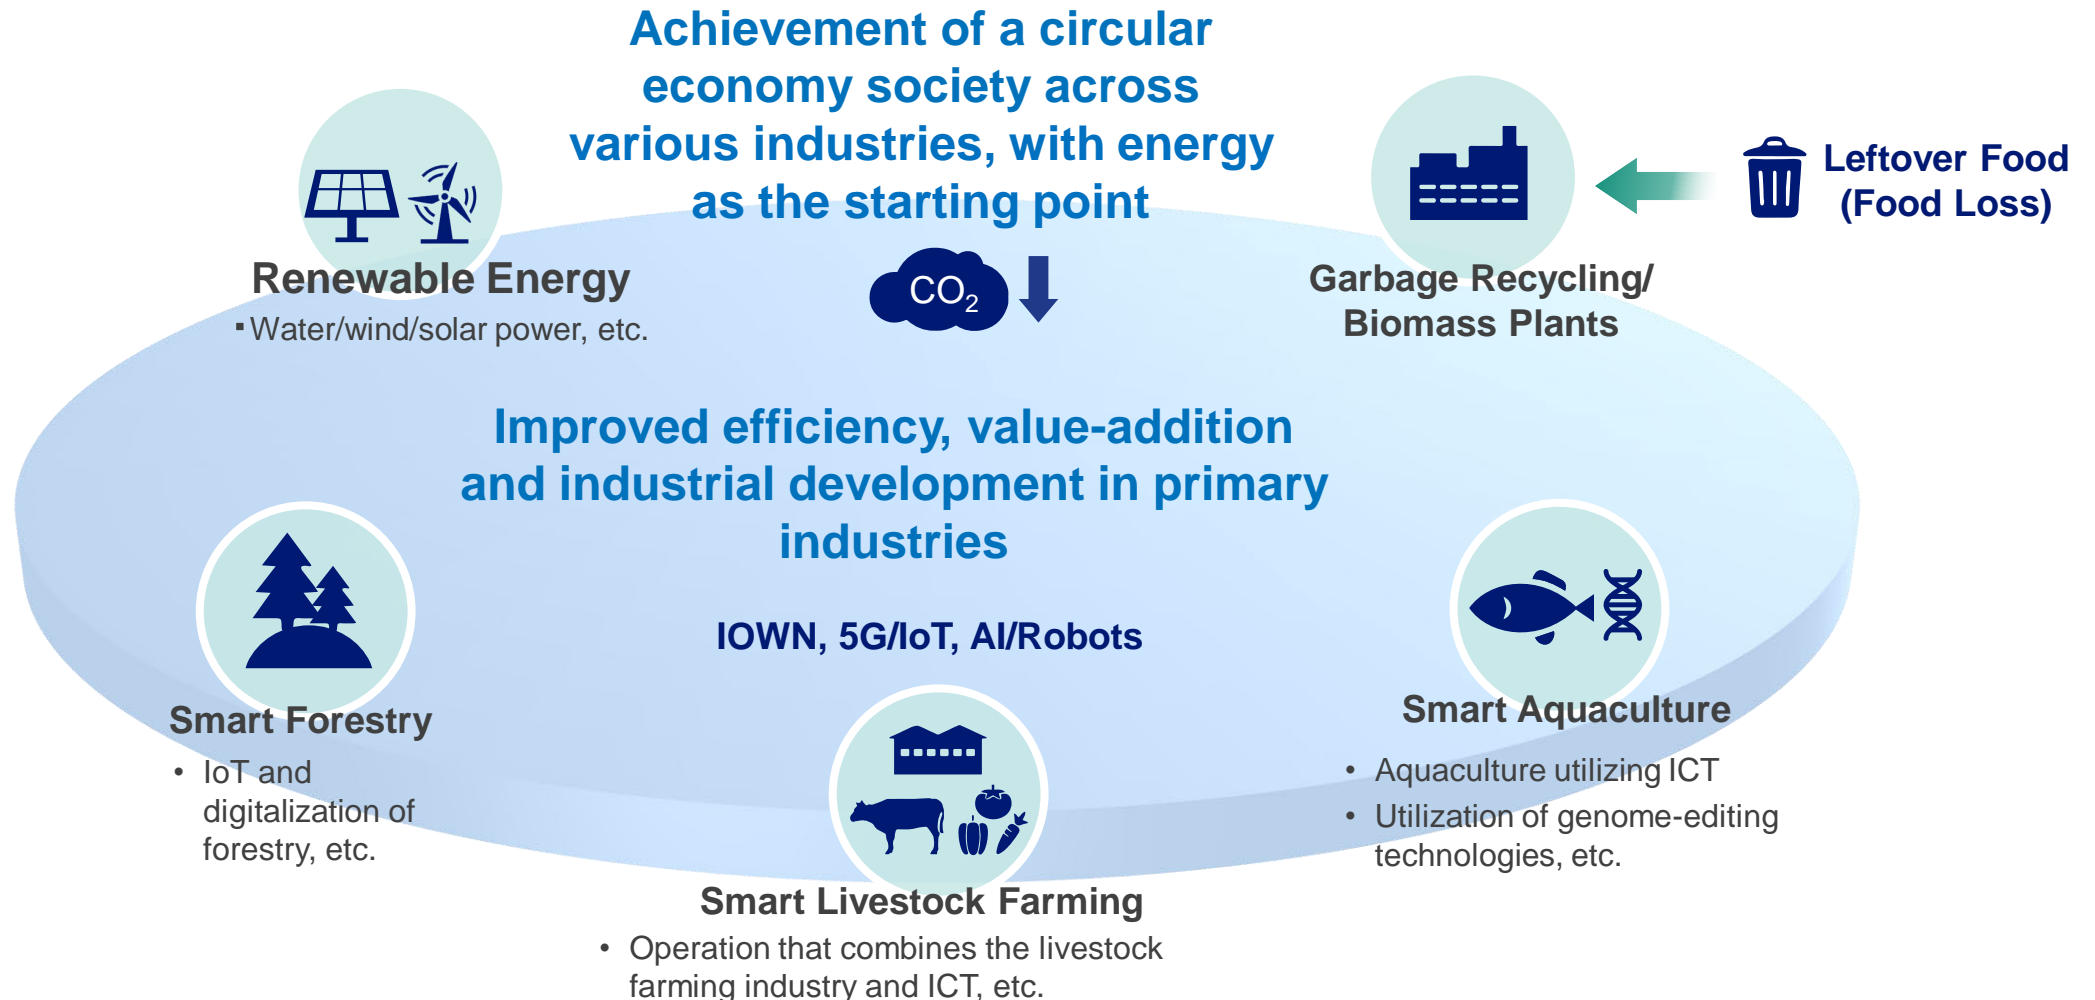 Achievement of a circular
economy society across
various industries, with energy
as the starting point
Leftover Food
(Food Loss)
Renewable Energy
▪Water/wind/solar power, etc.
CO₂
Garbage Recycling/
Biomass Plants
Improved efficiency, value-addition
and industrial development in primary
industries
IOWN, 5G/IoT, AI/Robots
Smart Forestry
• IoT and
digitalization of
forestry, etc.
Smart Aquaculture
• Aquaculture utilizing ICT
• Utilization of genome-editing
technologies, etc.
Smart Livestock Farming
• Operation that combines the livestock
farming industry and ICT, etc.